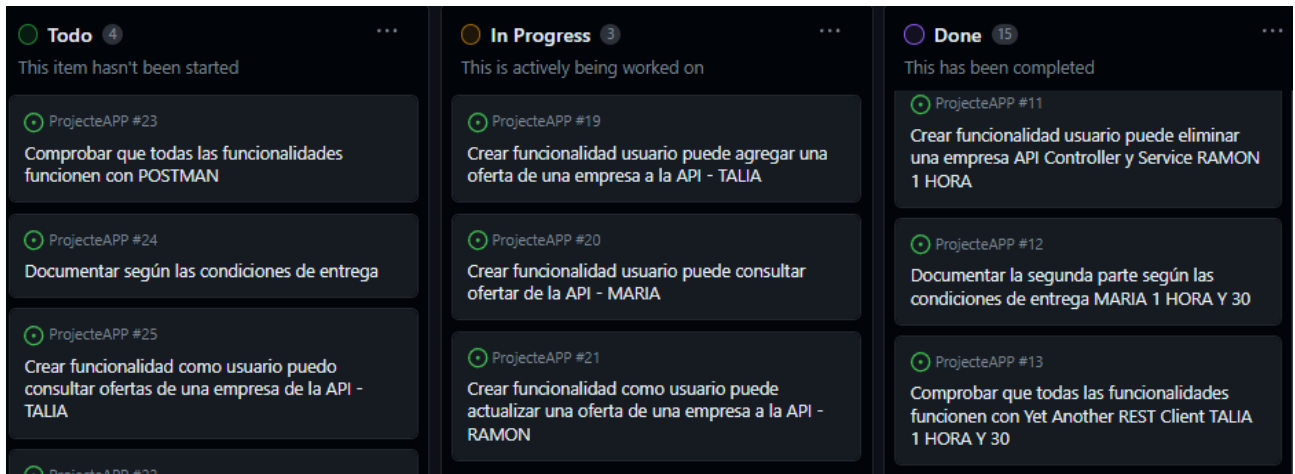 Todo 4
This item hasn't been started
ProjecteAPP #23
Comprobar que todas las funcionalidades
funcionen con POSTMAN
ProjecteAPP #24
Documentar según las condiciones de entrega
ProjecteAPP #25
Crear funcionalidad como usuario puedo
consultar ofertas de una empresa de la API -
TALIA
In Progress 3
This is actively being worked on
ProjecteAPP #19
Crear funcionalidad usuario puede agregar una
oferta de una empresa a la API - TALIA
ProjecteAPP #20
Crear funcionalidad usuario puede consultar
ofertar de la API - MARIA
ProjecteAPP #21
Crear funcionalidad como usuario puede
actualizar una oferta de una empresa a la API -
RAMON
Done 15
This has been completed
ProjecteAPP #11
Crear funcionalidad usuario puede eliminar
una empresa API Controller y Service RAMON
1 HORA
ProjecteAPP #12
Documentar la segunda parte según las
condiciones de entrega MARIA 1 HORA Y 30
ProjecteAPP #13
Comprobar que todas las funcionalidades
funcionen con Yet Another REST Client TALIA
1 HORA Y 30